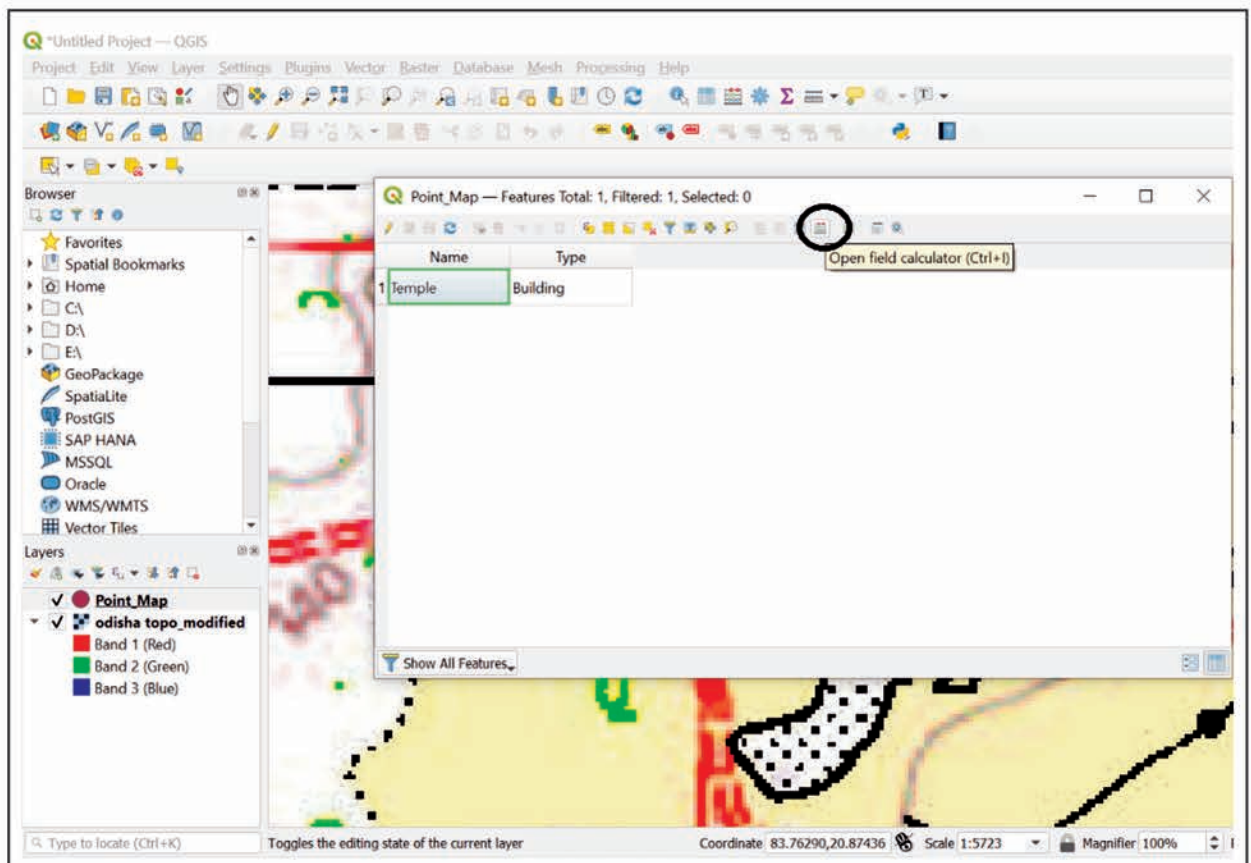 *Untitled Project — QGIS
Project Edit View Layer Settings Plugins Vector Raster Database Mesh Processing Help
Browser
Favorites
Spatial Bookmarks
Home
C:\
D:\
E:\
GeoPackage
SpatiaLite
PostGIS
SAP HANA
MSSQL
Oracle
WMS/WMTS
Vector Tiles
Layers
Point_Map
odisha topo_modified
Band 1 (Red)
Band 2 (Green)
Band 3 (Blue)
Point_Map — Features Total: 1, Filtered: 1, Selected: 0
Open field calculator (Ctrl+I)
Name Type
1 Temple Building
Show All Features
Type to locate (Ctrl+K) Toggles the editing state of the current layer Coordinate 83.76290,20.87436 Scale 1:5723 Magnifier 100%